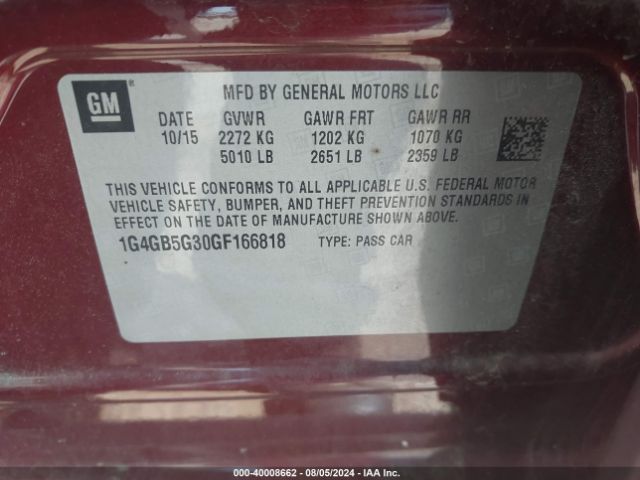 GM ®
MFD BY GENERAL MOTORS LLC
DATE GVWR GAWR FRT GAWR RR
10/15 2272 KG 1202 KG 1070 KG
5010 LB 2651 LB 2359 LB
THIS VEHICLE CONFORMS TO ALL APPLICABLE U.S. FEDERAL MOTOR
VEHICLE SAFETY, BUMPER, AND THEFT PREVENTION STANDARDS IN
EFFECT ON THE DATE OF MANUFACTURE SHOWN ABOVE.
1G4GB5G30GF166818 TYPE: PASS CAR
000-40008662 - 08/05/2024 - IAAI.COM